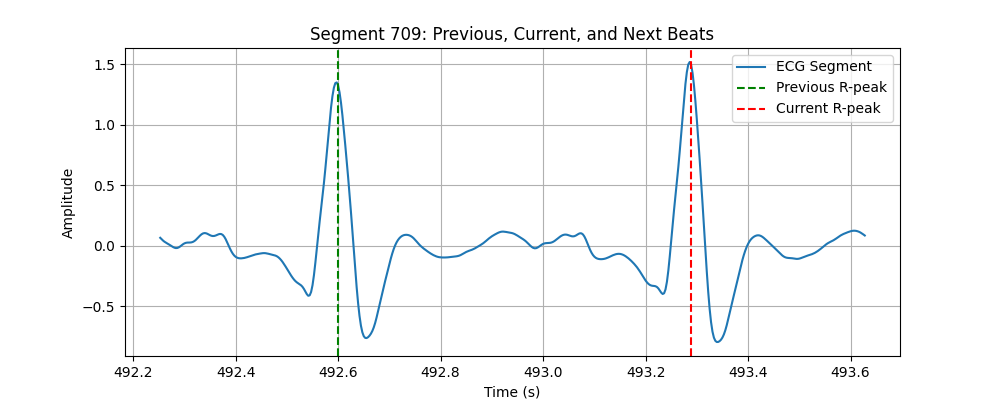 Segment 709: Previous, Current, and Next Beats
1.5
1.0
0.5
0.0
−0.5
Amplitude
ECG Segment
Previous R-peak
Current R-peak
492.2 492.4 492.6 492.8 493.0 493.2 493.4 493.6
Time (s)